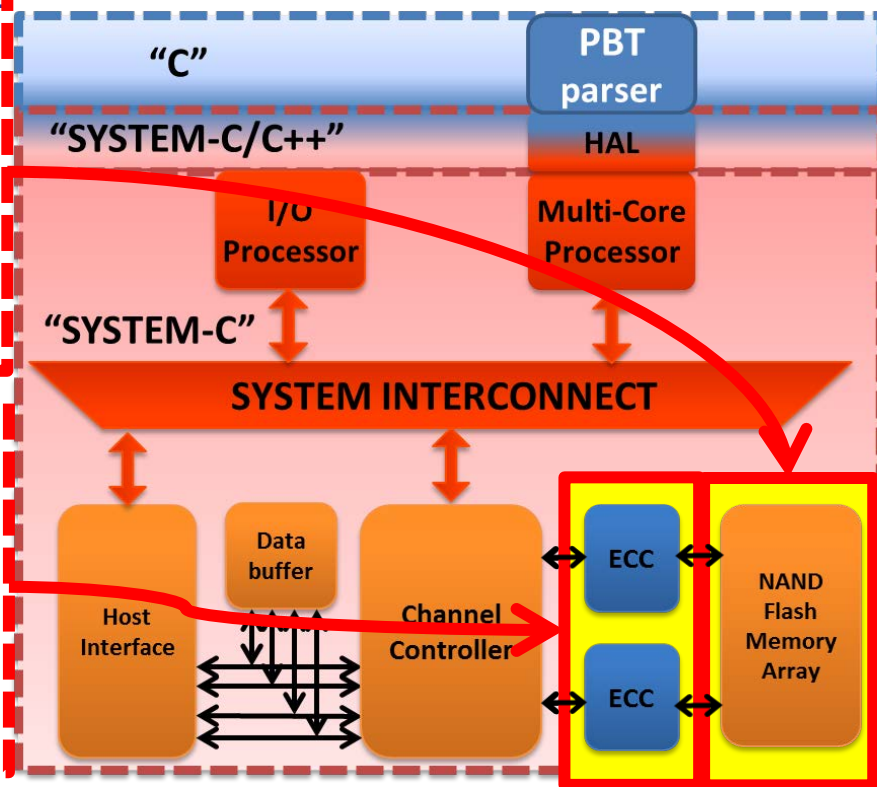 “C”
PBT
parser
“SYSTEM-C/C++”
HAL
I/O
Processor
Multi-Core
Processor
“SYSTEM-C”
SYSTEM INTERCONNECT
Host
Interface
Data
buffer
Channel
Controller
ECC
ECC
NAND
Flash
Memory
Array